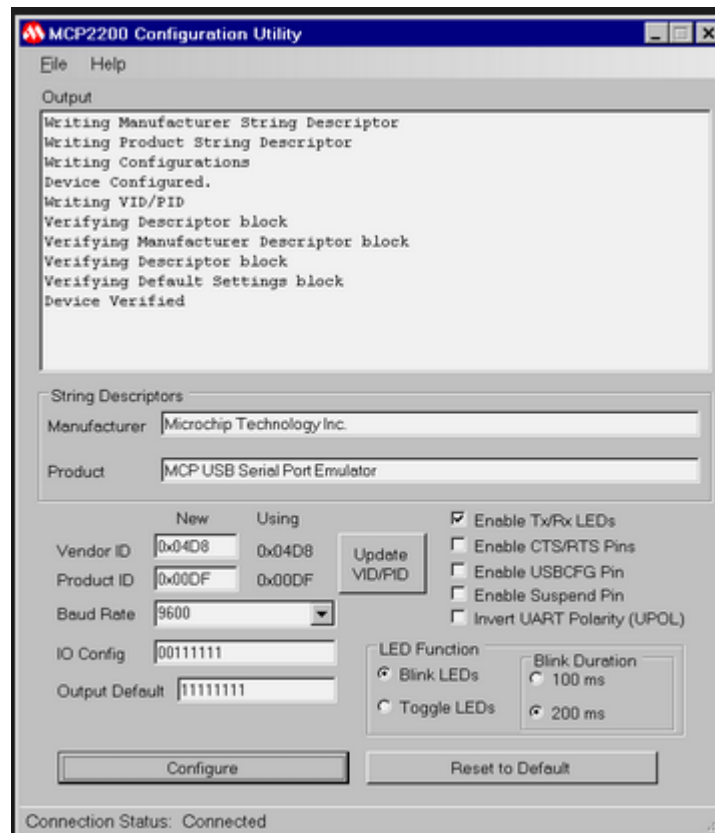 MCP2200 Configuration Utility
File Help
Output
Writing Manufacturer String Descriptor
Writing Product String Descriptor
Writing Configurations
Device Configured.
Writing VID/PID
Verifying Descriptor block
Verifying Manufacturer Descriptor block
Verifying Descriptor block
Verifying Default Settings block
Device Verified
String Descriptors
Manufacturer Microchip Technology Inc.
Product MCP USB Serial Port Emulator
New Using
Vendor ID 0x04D8 0x04D8
Product ID 0x00DF 0x00DF
Update
VID/PID
Baud Rate 9600
IO Config 00111111
Output Default 11111111
Enable Tx/Rx LEDs
Enable CTS/RTS Pins
Enable USBCFG Pin
Enable Suspend Pin
Invert UART Polarity (UPOL)
LED Function
Blink LEDs
Toggle LEDs
Blink Duration
100 ms
200 ms
Configure Reset to Default
Connection Status: Connected